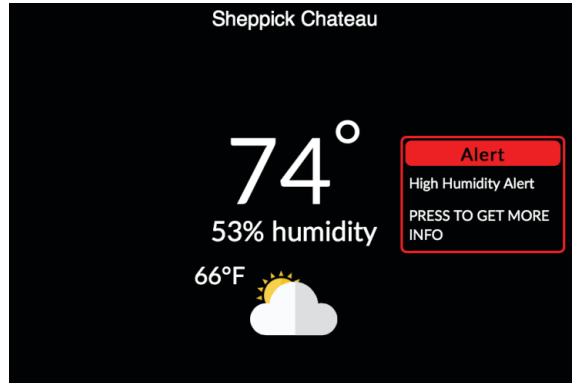 Sheppick Chateau
74°
53% humidity
66°F
Alert
High Humidity Alert
PRESS TO GET MORE
INFO